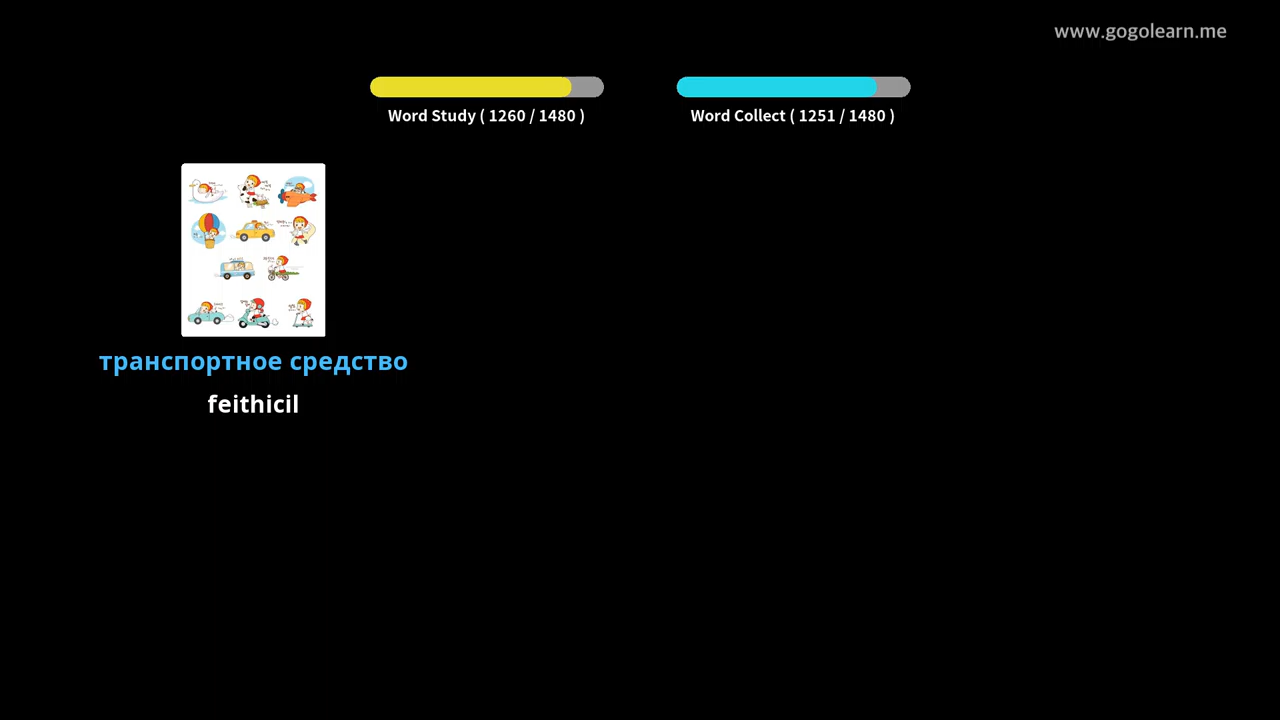 www.gogolearn.me
Word Study ( 1260 / 1480 )
Word Collect ( 1251 / 1480 )
транспортное средство
feithicil